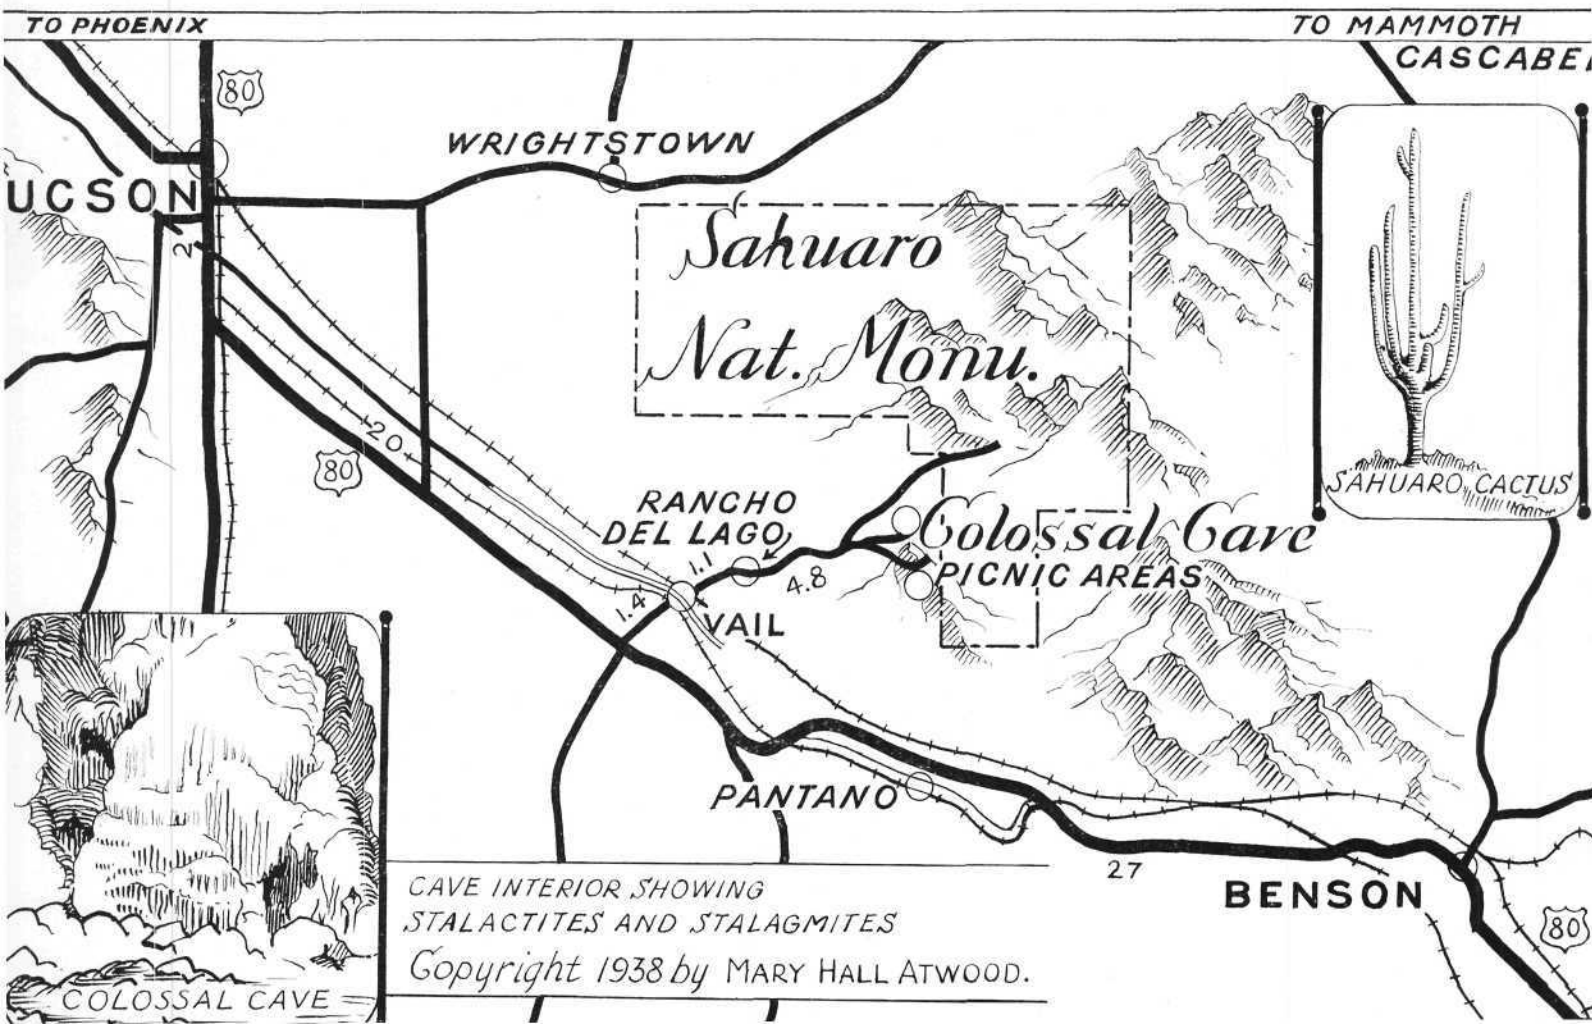 TO PHOENIX
TO MAMMOTH
CASCABE
80
WRIGHTSTOWN
UCSON
2
Sahuaro
Nat. Monu.
20
80
SAHUARO CACTUS
RANCHO
DEL LAGO
1.1
4.8
Colossal Cave
PICNIC AREAS
1.4
VAIL
PANTANO
27
BENSON
80
CAVE INTERIOR SHOWING
STALACTITES AND STALAGMITES
Copyright 1938 by MARY HALL ATWOOD.
COLOSSAL CAVE